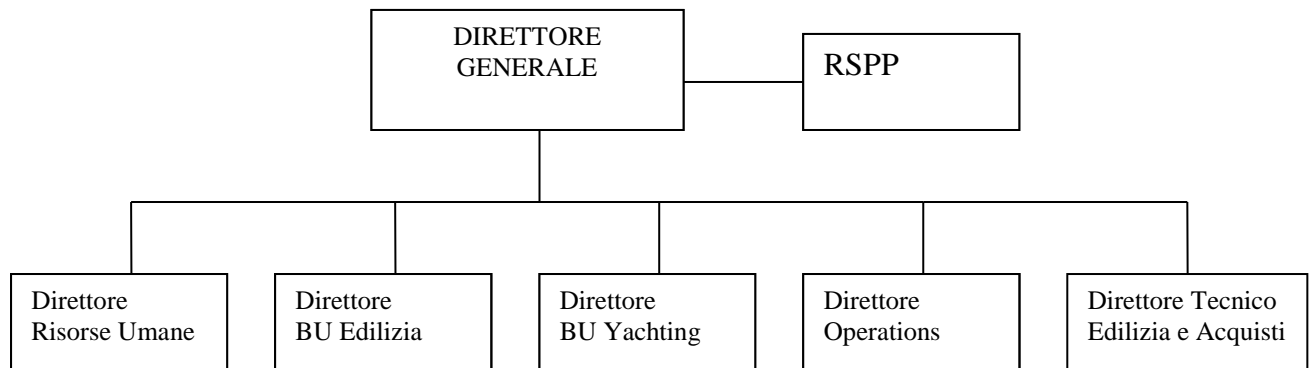 DIRETTORE
GENERALE
RSPP
Direttore
Risorse Umane
Direttore
BU Edilizia
Direttore
BU Yachting
Direttore
Operations
Direttore Tecnico
Edilizia e Acquisti